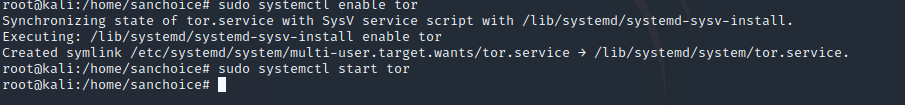 root@kali:/home/sanchoice# sudo systemctl enable tor
Synchronizing state of tor.service with SysV service script with /lib/systemd/systemd-sysv-install.
Executing: /lib/systemd/systemd-sysv-install enable tor
Created symlink /etc/systemd/system/multi-user.target.wants/tor.service → /lib/systemd/system/tor.service.
root@kali:/home/sanchoice# sudo systemctl start tor
root@kali:/home/sanchoice#